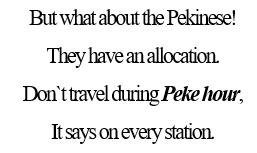 But what about the Pekinese!
They have an allocation.
Don`t travel during Peke hour,
It says on every station.